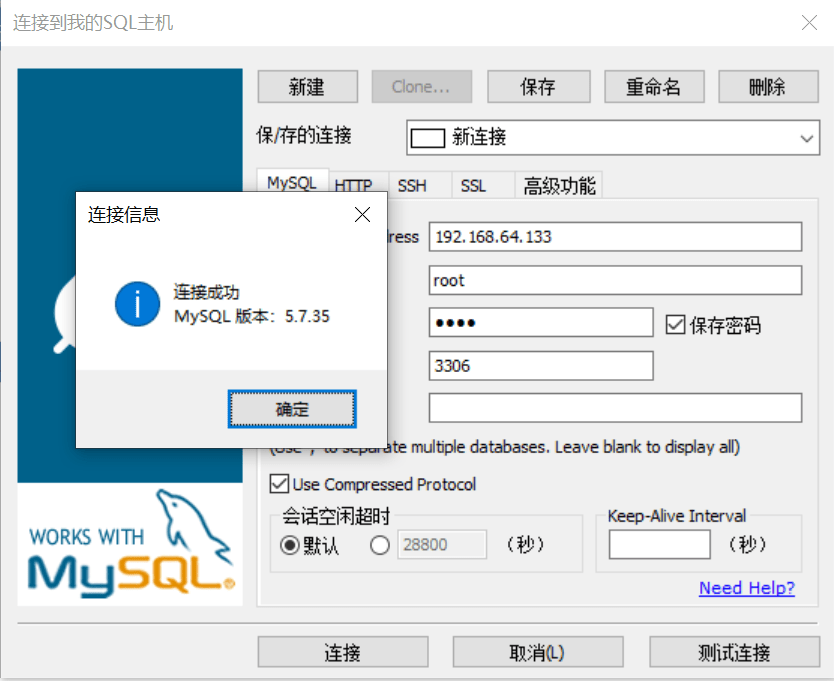 连接到我的SQL主机
新建 Clone... 保存 重命名 删除
保/存的连接 新连接
MySQL HTTP SSH SSL 高级功能
连接信息
192.168.64.133
root
连接成功
MySQL 版本：5.7.35
●●●● 保存密码
3306
确定
to separate multiple databases. Leave blank to display all)
Use Compressed Protocol
会话空闲超时 Keep-Alive Interval
默认 28800 (秒) (秒)
Need Help?
WORKS WITH
MySQL®
连接 取消(L) 测试连接